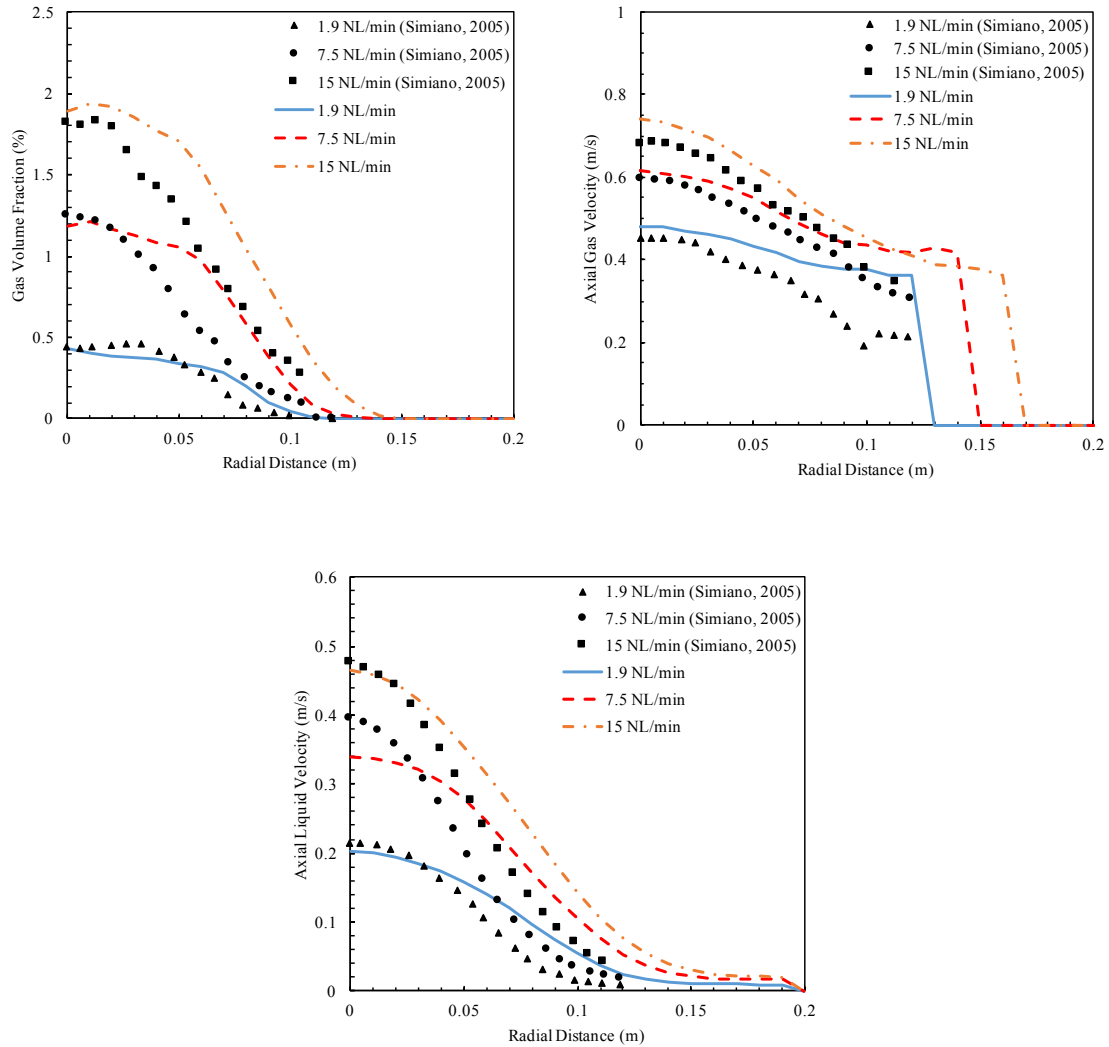 2.5
2
1.5
1
0.5
0
Gas Volume Fraction (%)
1.9 NL/min (Simiano, 2005)
7.5 NL/min (Simiano, 2005)
15 NL/min (Simiano, 2005)
1.9 NL/min
7.5 NL/min
15 NL/min
0 0.05 0.1 0.15 0.2
Radial Distance (m)
1
0.8
0.6
0.4
0.2
0
Axial Gas Velocity (m/s)
1.9 NL/min (Simiano, 2005)
7.5 NL/min (Simiano, 2005)
15 NL/min (Simiano, 2005)
1.9 NL/min
7.5 NL/min
15 NL/min
0 0.05 0.1 0.15 0.2
Radial Distance (m)
0.6
0.5
0.4
0.3
0.2
0.1
0
Axial Liquid Velocity (m/s)
1.9 NL/min (Simiano, 2005)
7.5 NL/min (Simiano, 2005)
15 NL/min (Simiano, 2005)
1.9 NL/min
7.5 NL/min
15 NL/min
0 0.05 0.1 0.15 0.2
Radial Distance (m)